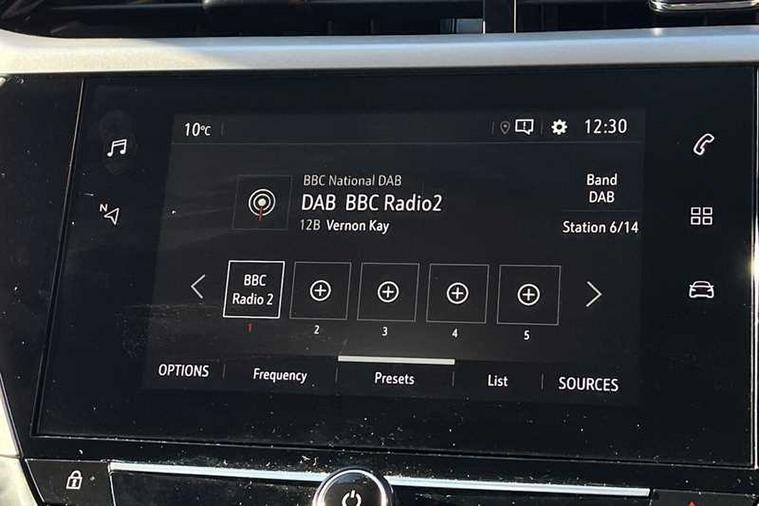 10°C
12:30
BBC National DAB
DAB BBC Radio2
12B Vernon Kay
Band
DAB
Station 6/14
N
BBC
Radio 2
1
2
3
4
5
OPTIONS
Frequency
Presets
List
SOURCES